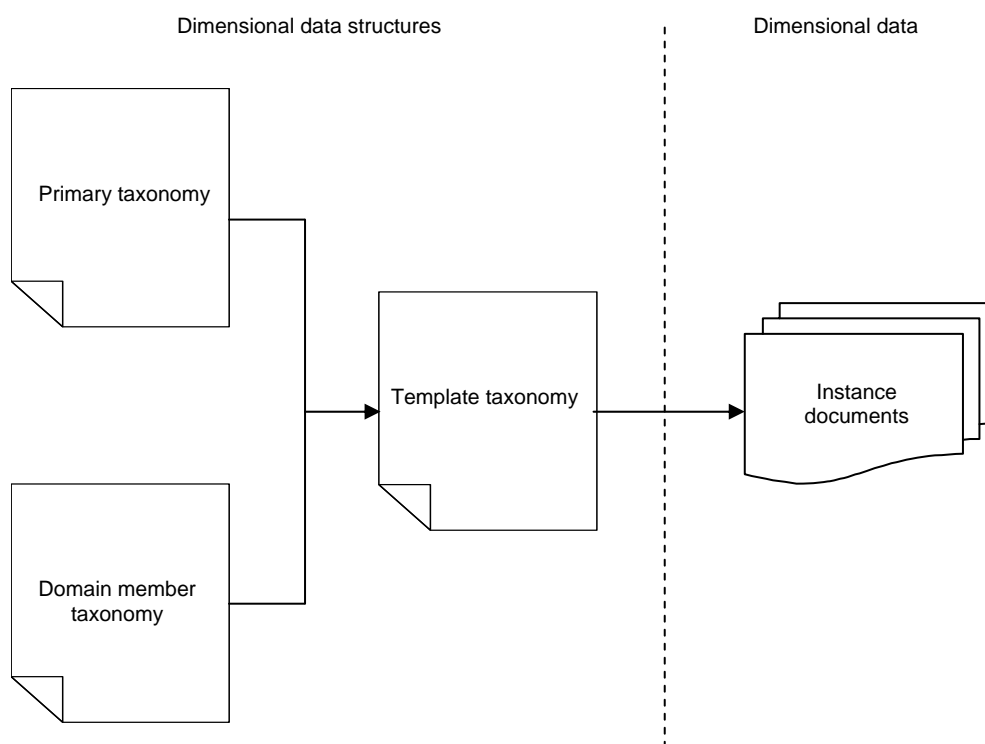 Dimensional data structures
Dimensional data
Primary taxonomy
Template taxonomy
Instance
documents
Domain member
taxonomy